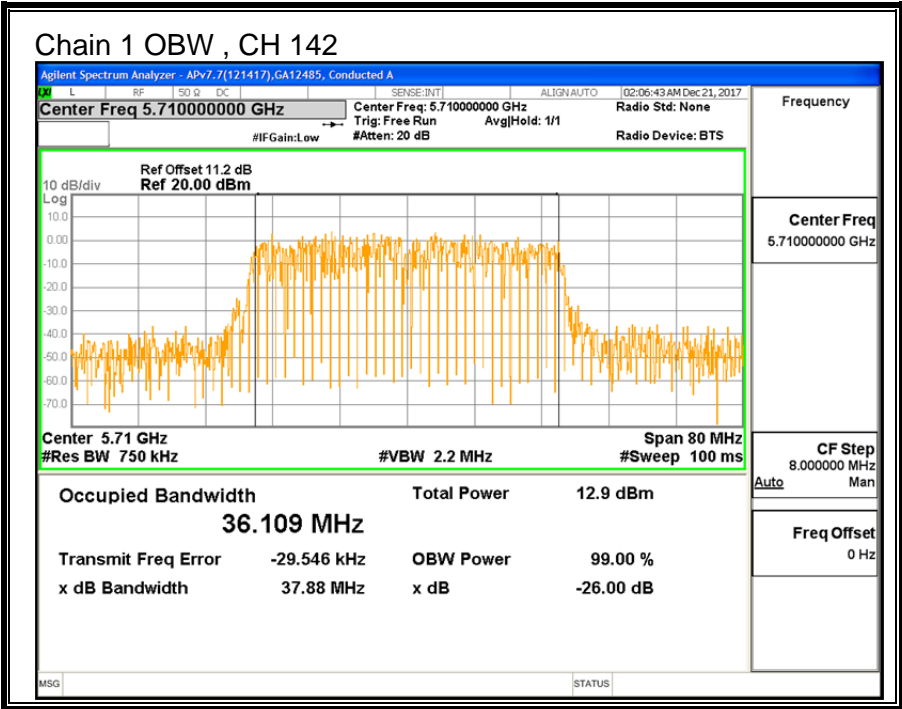 Chain 1 OBW , CH 142
Agilent Spectrum Analyzer - APv7.7(121417),GA12485, Conducted A
LXI L RF 50 Ω DC SENSE:INT ALIGN AUTO 02:06:43 AM Dec 21, 2017
Center Freq 5.710000000 GHz
Center Freq: 5.710000000 GHz
Radio Std: None
Trig: Free Run Avg|Hold: 1/1
#IFGain:Low
#Atten: 20 dB
Radio Device: BTS
Ref Offset 11.2 dB
10 dB/div Ref 20.00 dBm
Log
10.0
0.00
-10.0
-20.0
-30.0
-40.0
-50.0
-60.0
-70.0
Center 5.71 GHz Span 80 MHz
#Res BW 750 kHz #VBW 2.2 MHz #Sweep 100 ms
Occupied Bandwidth Total Power 12.9 dBm
36.109 MHz
Transmit Freq Error -29.546 kHz OBW Power 99.00 %
x dB Bandwidth 37.88 MHz x dB -26.00 dB
MSG STATUS
Frequency
Center Freq
5.710000000 GHz
CF Step
8.000000 MHz
Auto Man
Freq Offset
0 Hz